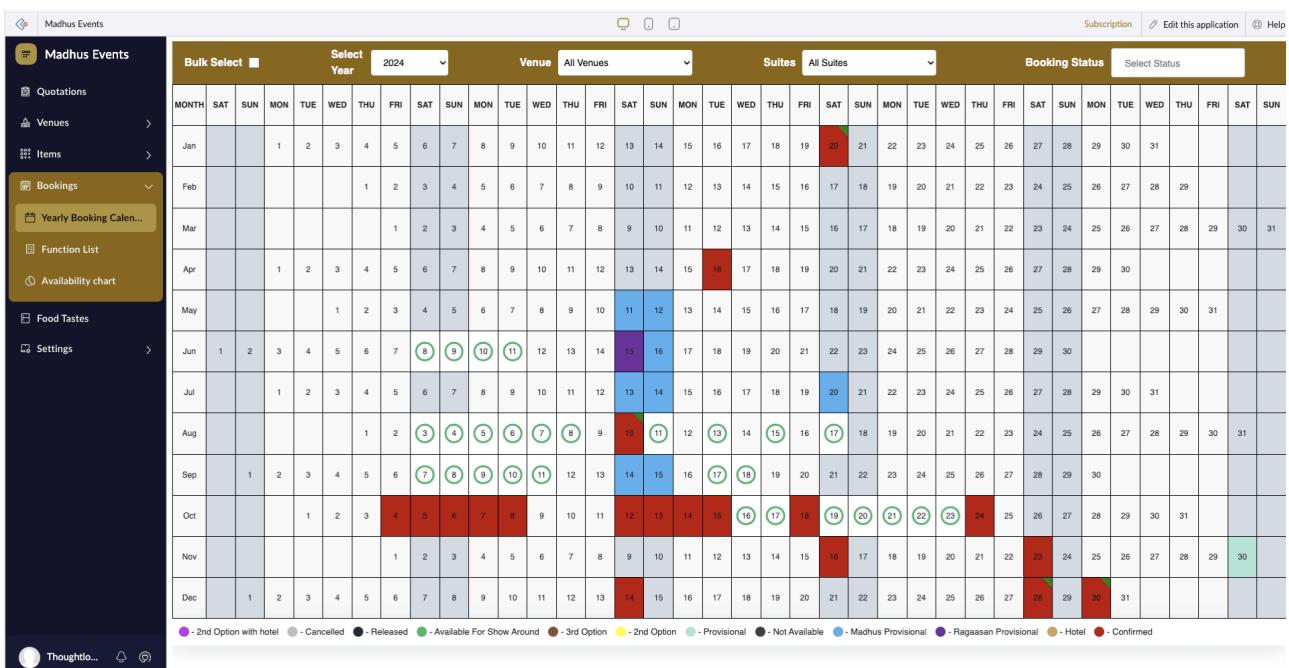 Madhus Events
Subscription
Edit this application
Help
Madhus Events
Quotations
Venues
Items
Bookings
Yearly Booking Calen...
Function List
Availability chart
Food Tastes
Settings
Thoughtlo...
Bulk Select
Select Year 2024
Venue All Venues
Suites All Suites
Booking Status Select Status
MONTH SAT SUN MON TUE WED THU FRI SAT SUN MON TUE WED THU FRI SAT SUN MON TUE WED THU FRI SAT SUN MON TUE WED THU FRI SAT SUN MON TUE WED THU FRI SAT SUN
Jan 1 2 3 4 5 6 7 8 9 10 11 12 13 14 15 16 17 18 19 20 21 22 23 24 25 26 27 28 29 30 31
Feb 1 2 3 4 5 6 7 8 9 10 11 12 13 14 15 16 17 18 19 20 21 22 23 24 25 26 27 28 29
Mar 1 2 3 4 5 6 7 8 9 10 11 12 13 14 15 16 17 18 19 20 21 22 23 24 25 26 27 28 29 30 31
Apr 1 2 3 4 5 6 7 8 9 10 11 12 13 14 15 16 17 18 19 20 21 22 23 24 25 26 27 28 29 30
May 1 2 3 4 5 6 7 8 9 10 11 12 13 14 15 16 17 18 19 20 21 22 23 24 25 26 27 28 29 30 31
Jun 1 2 3 4 5 6 7 8 9 10 11 12 13 14 15 16 17 18 19 20 21 22 23 24 25 26 27 28 29 30
Jul 1 2 3 4 5 6 7 8 9 10 11 12 13 14 15 16 17 18 19 20 21 22 23 24 25 26 27 28 29 30 31
Aug 1 2 3 4 5 6 7 8 9 10 11 12 13 14 15 16 17 18 19 20 21 22 23 24 25 26 27 28 29 30 31
Sep 1 2 3 4 5 6 7 8 9 10 11 12 13 14 15 16 17 18 19 20 21 22 23 24 25 26 27 28 29 30
Oct 1 2 3 4 5 6 7 8 9 10 11 12 13 14 15 16 17 18 19 20 21 22 23 24 25 26 27 28 29 30 31
Nov 1 2 3 4 5 6 7 8 9 10 11 12 13 14 15 16 17 18 19 20 21 22 23 24 25 26 27 28 29 30
Dec 1 2 3 4 5 6 7 8 9 10 11 12 13 14 15 16 17 18 19 20 21 22 23 24 25 26 27 28 29 30 31
- 2nd Option with hotel - Cancelled - Released - Available For Show Around - 3rd Option - 2nd Option - Provisional - Not Available - Madhus Provisional - Ragaasan Provisional - Hotel - Confirmed